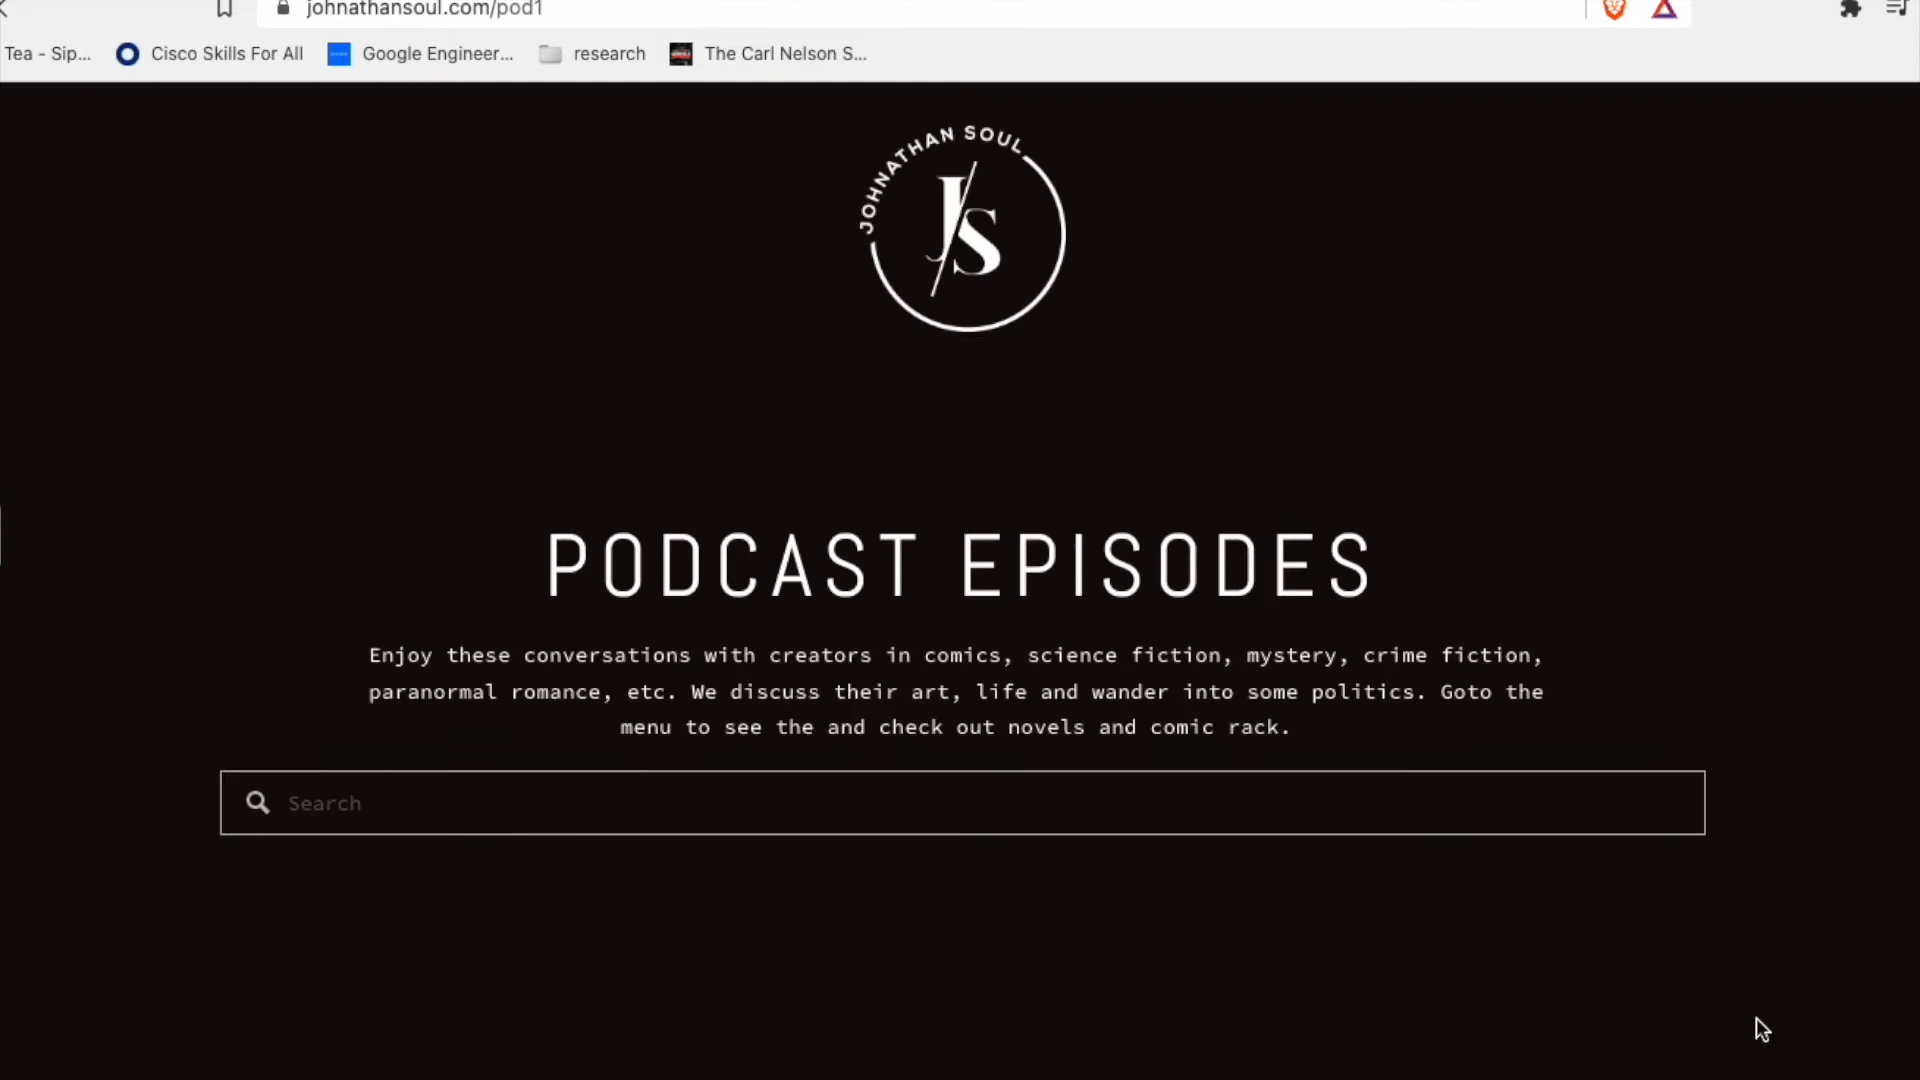 johnathansoul.com/pod1
Tea - Sip... Cisco Skills For All Google Engineer... research The Carl Nelson S...
JOHNATHAN SOUL
JS
PODCAST EPISODES
Enjoy these conversations with creators in comics, science fiction, mystery, crime fiction,
paranormal romance, etc. We discuss their art, life and wander into some politics. Goto the
menu to see the and check out novels and comic rack.
Search